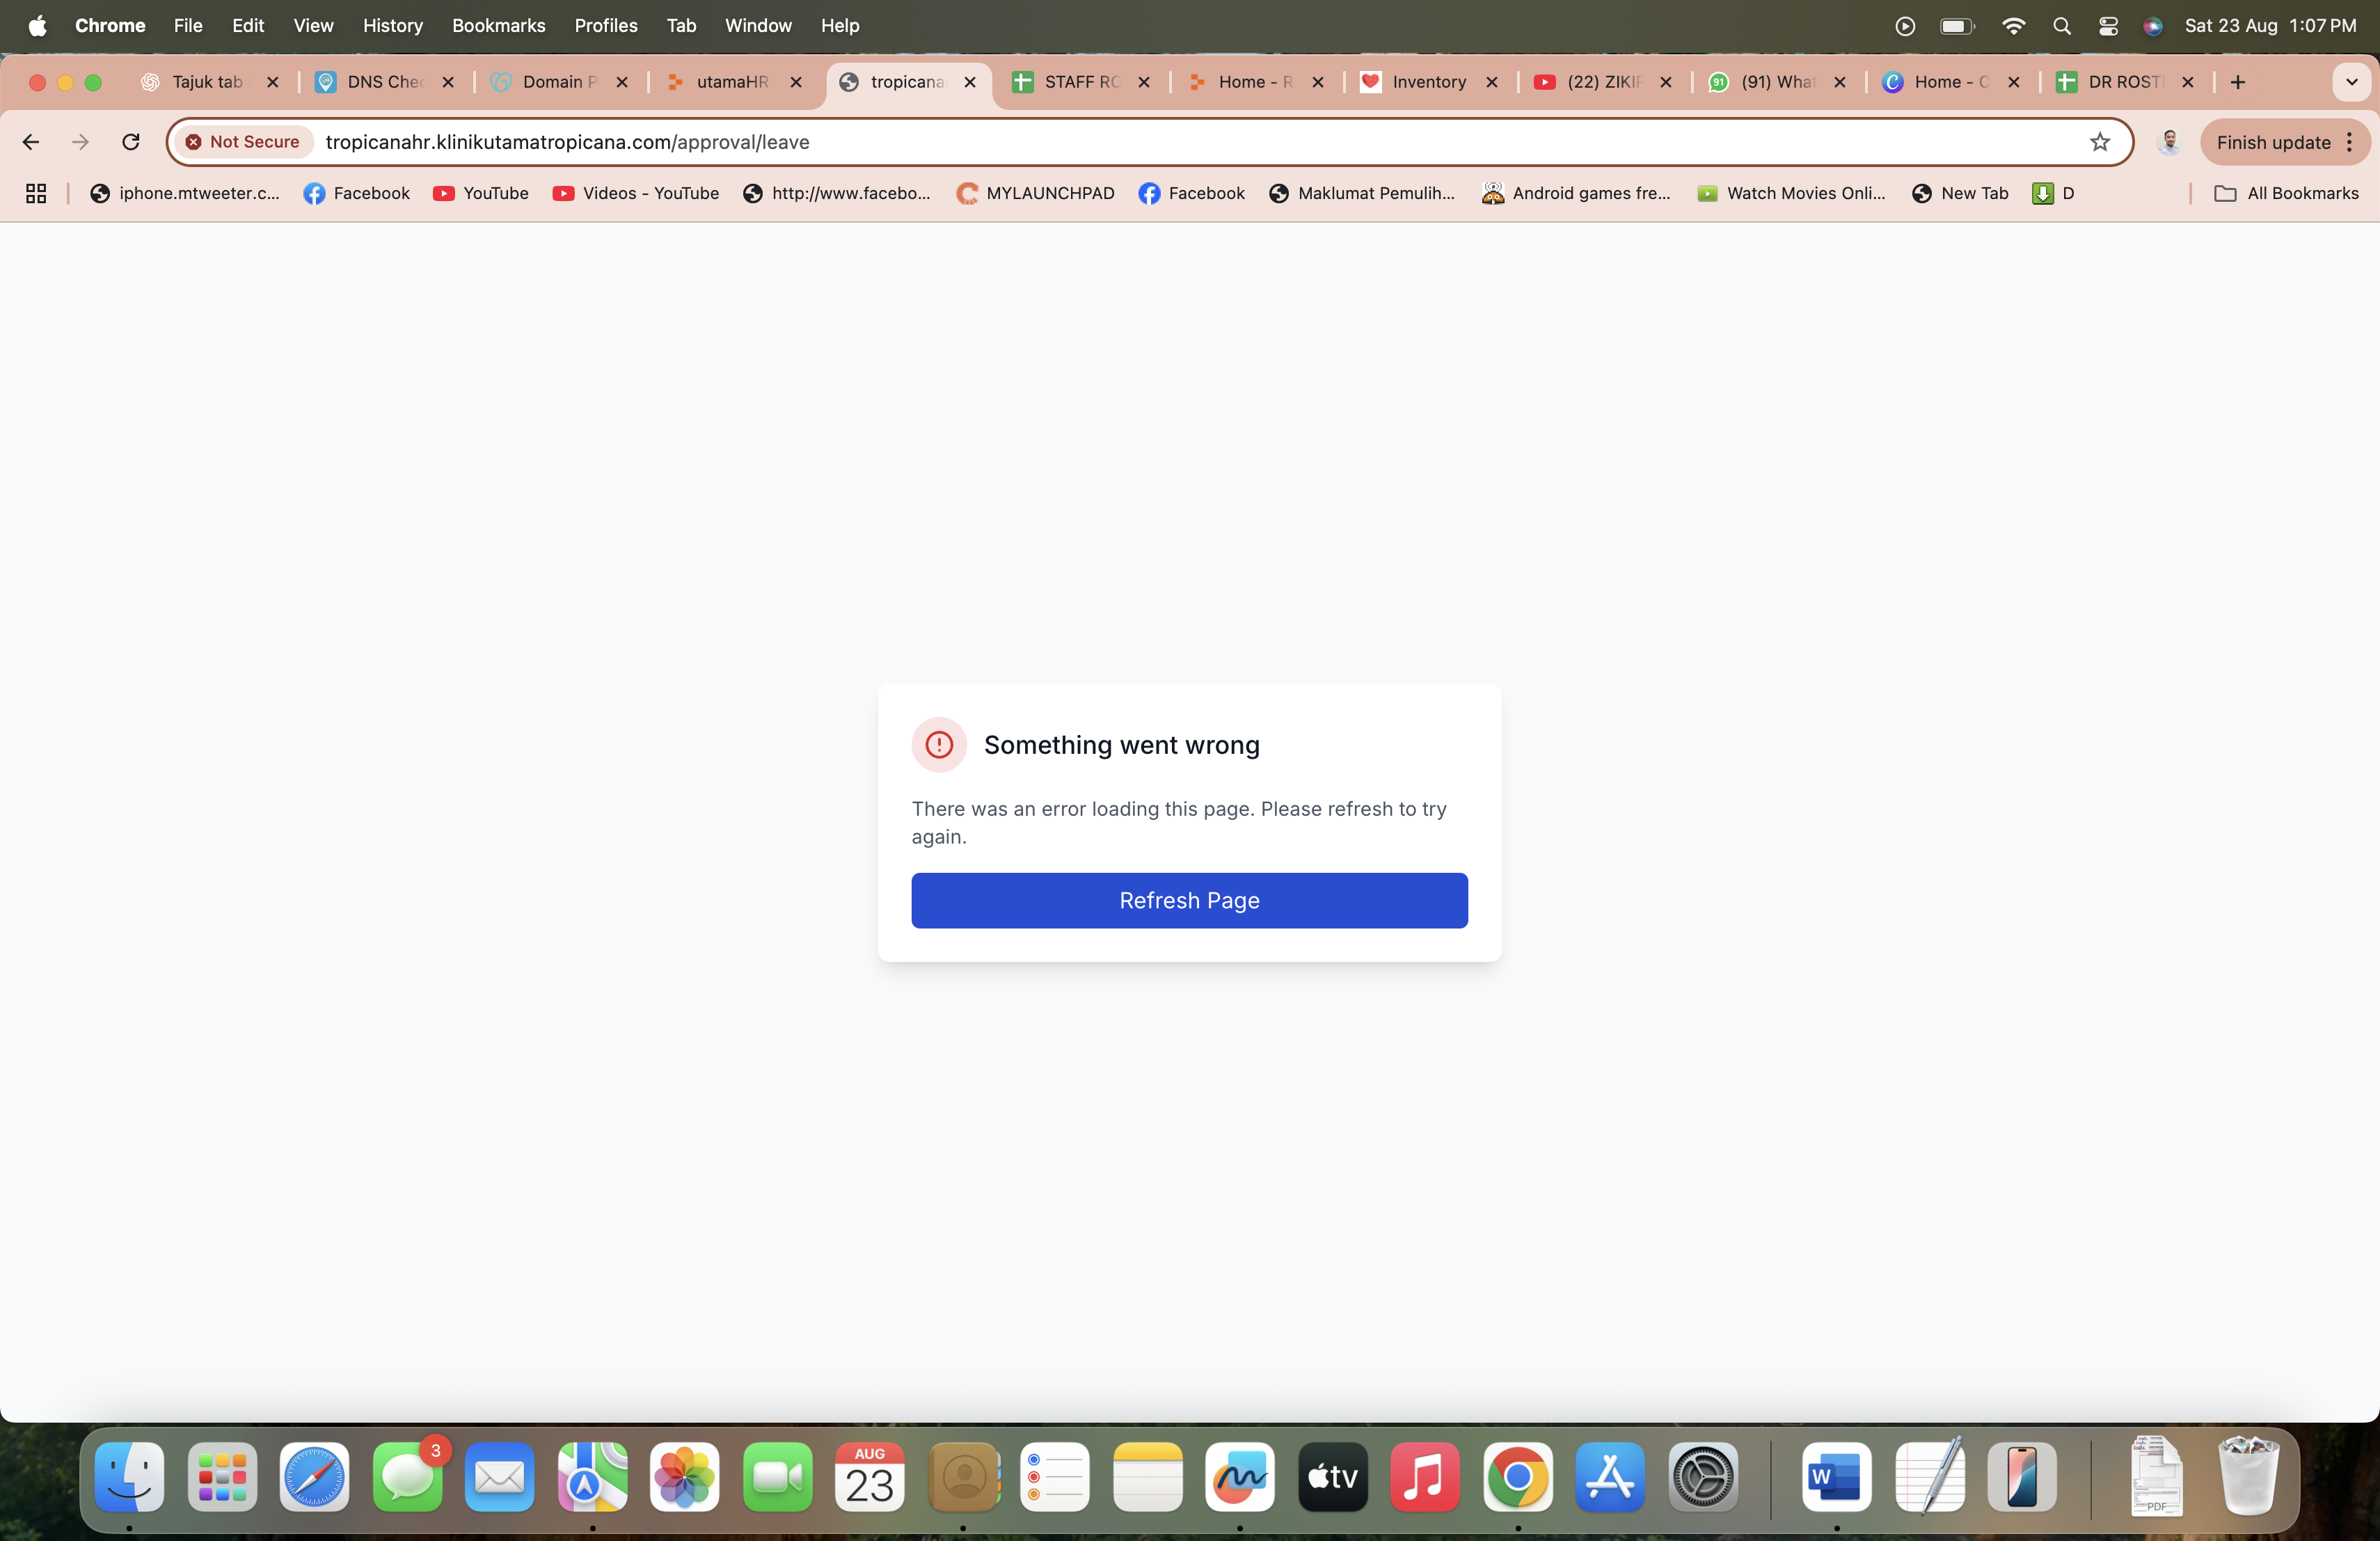 Chrome File Edit View History Bookmarks Profiles Tab Window Help Sat 23 Aug 1:07 PM
Tajuk tab DNS Chec Domain P utamaHR tropicana STAFF RO Home - R Inventory (22) ZIKIR 91 (91) What Home - C DR ROST
Not Secure tropicanahr.klinikutamatropicana.com/approval/leave Finish update
iphone.mtweeter.c... Facebook YouTube Videos - YouTube http://www.facebo... MYLAUNCHPAD Facebook Maklumat Pemulih... Android games fre... Watch Movies Onli... New Tab D All Bookmarks
Something went wrong
There was an error loading this page. Please refresh to try
again.
Refresh Page
3
AUG
23
tv
W
PDF